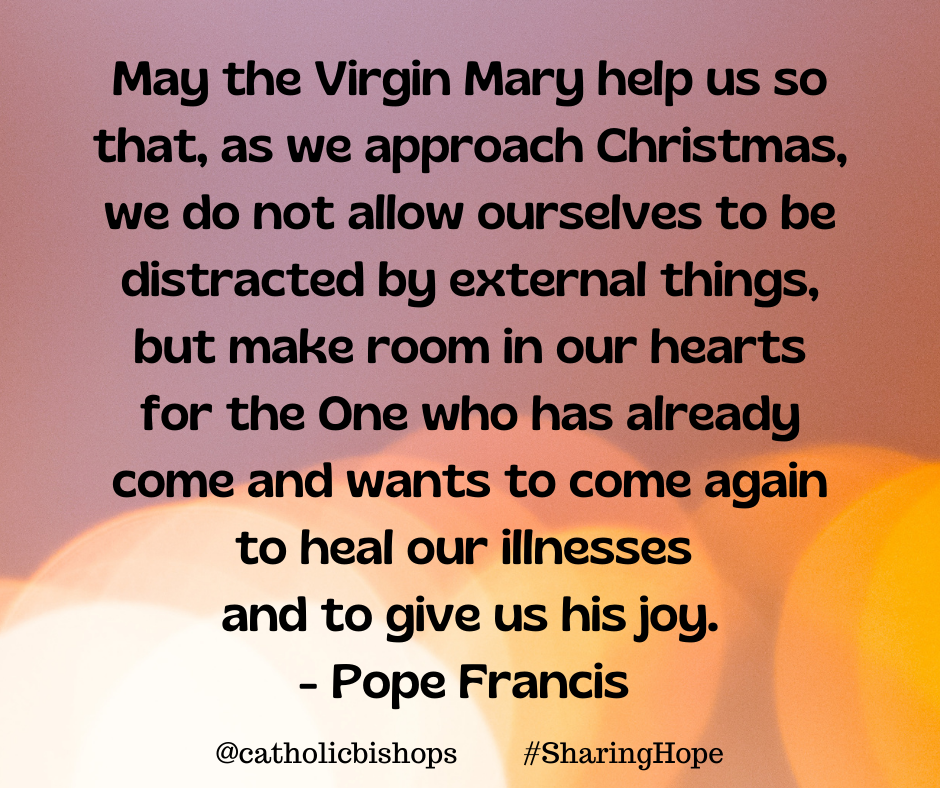 May the Virgin Mary help us so
that, as we approach Christmas,
we do not allow ourselves to be
distracted by external things,
but make room in our hearts
for the One who has already
come and wants to come again
to heal our illnesses
and to give us his joy.
- Pope Francis
@catholicbishops #SharingHope